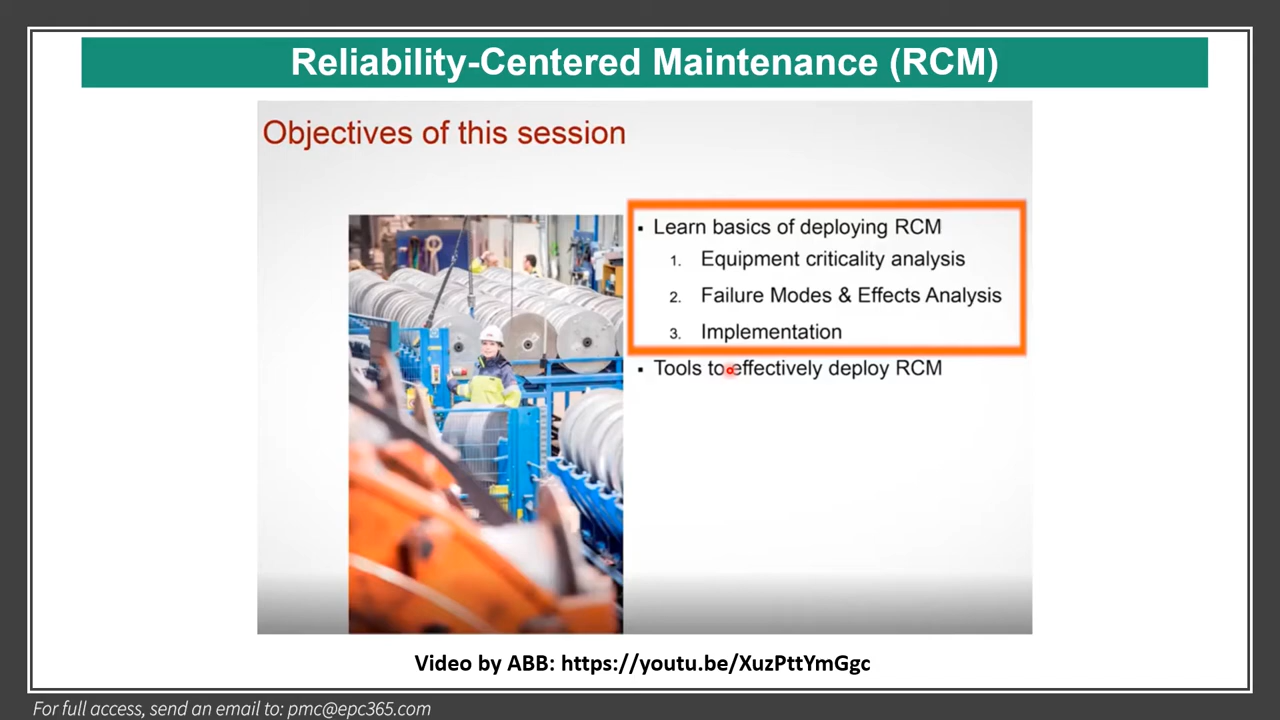 Reliability-Centered Maintenance (RCM)
Objectives of this session
▪ Learn basics of deploying RCM
1. Equipment criticality analysis
2. Failure Modes & Effects Analysis
3. Implementation
▪ Tools to effectively deploy RCM
Video by ABB: https://youtu.be/XuzPttYmGgc
For full access, send an email to: pmc@epc365.com